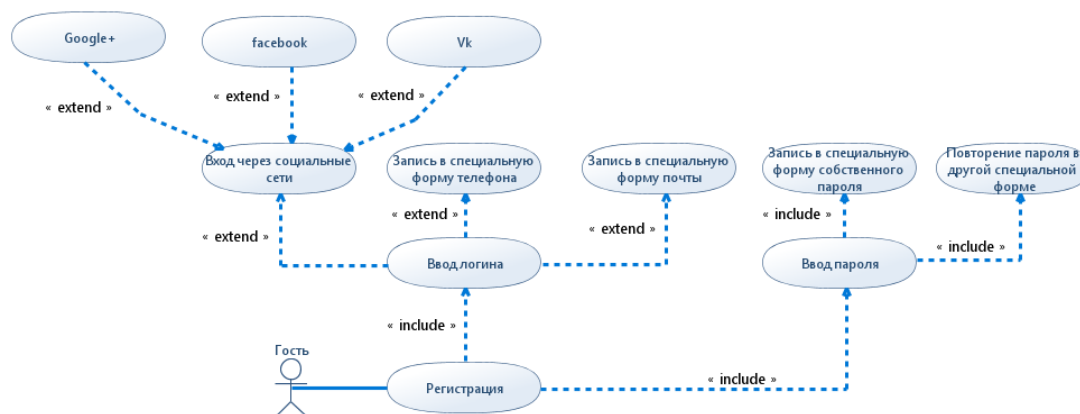 Google+
facebook
Vk
« extend »
« extend »
« extend »
Вход через социальные
сети
Запись в специальную
форму телефона
Запись в специальную
форму почты
Запись в специальную
форму собственного
пароля
Повторение пароля в
другой специальной
форме
« extend »
« extend »
« extend »
« include »
« include »
Ввод логина
Ввод пароля
« include »
Гость
Регистрация
« include »